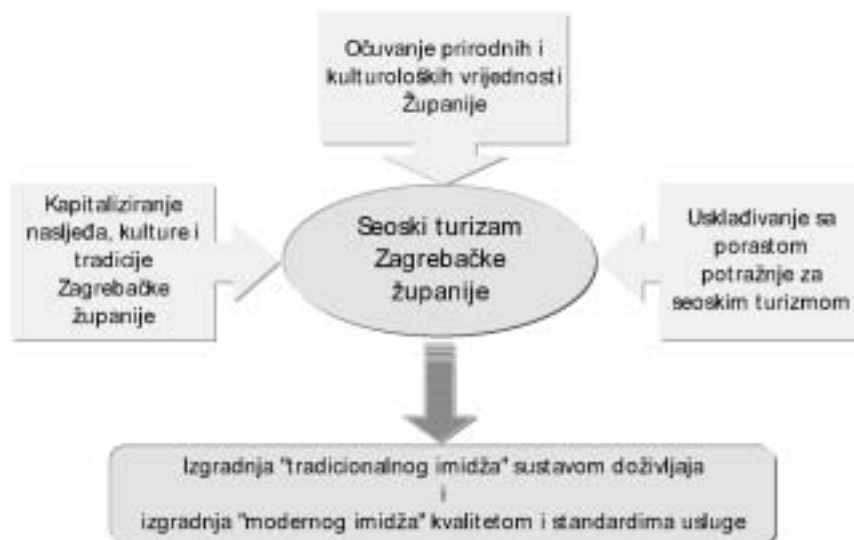 Očuvanje prirodnih i
kulturoloških vrijednosti
Županije
Kapitaliziranje
nasljeđa, kulture i
tradicije
Zagrebačke
županije
Seoski turizam
Zagrebačke
županije
Usklađivanje sa
porastom
potražnje za
seoskim turizmom
Izgradnja "tradicionalnog imidža" sustavom doživljaja
i
izgradnja "modernog imidža" kvalitetom i standardima usluge